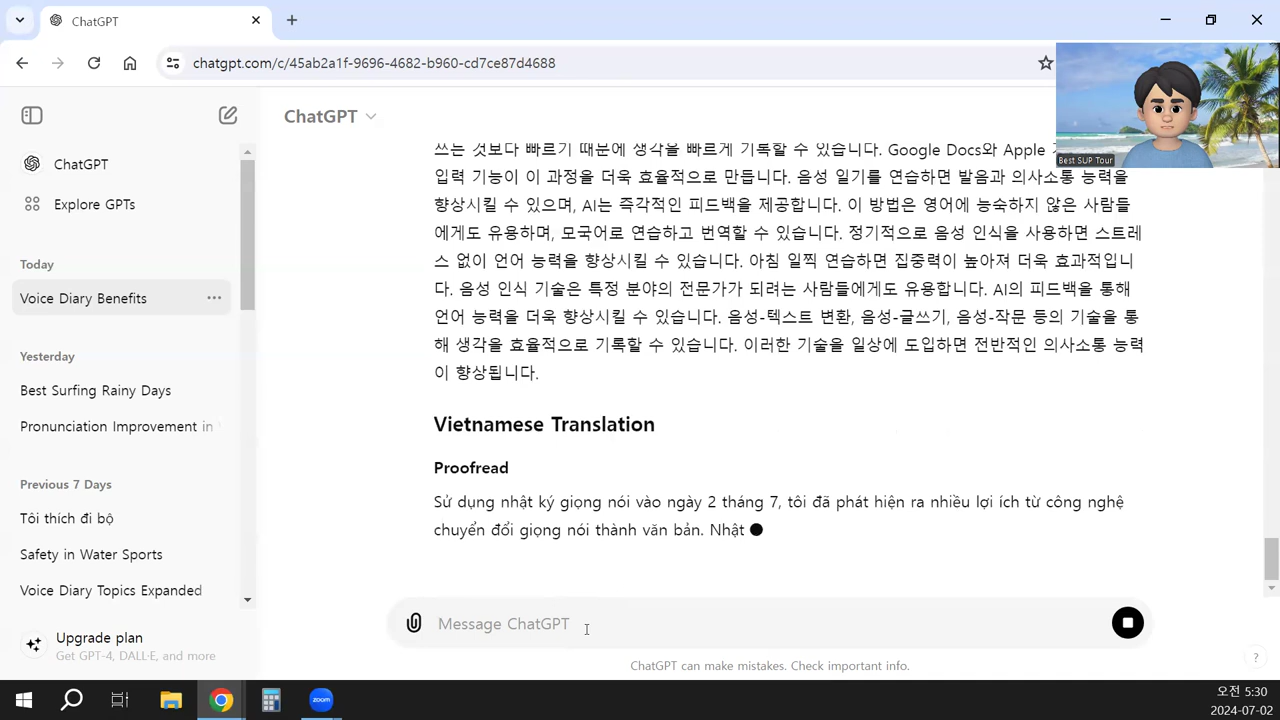 ChatGPT
chatgpt.com/c/45ab2a1f-9696-4682-b960-cd7ce87d4688
Best SUP Tour
ChatGPT
ChatGPT
Explore GPTs
Today
Voice Diary Benefits
Yesterday
Best Surfing Rainy Days
Pronunciation Improvement in
Previous 7 Days
Tôi thích đi bộ
Safety in Water Sports
Voice Diary Topics Expanded
Upgrade plan
Get GPT-4, DALL·E, and more
쓰는 것보다 빠르기 때문에 생각을 빠르게 기록할 수 있습니다. Google Docs와 Apple
입력 기능이 이 과정을 더욱 효율적으로 만듭니다. 음성 일기를 연습하면 발음과 의사소통 능력을
향상시킬 수 있으며, AI는 즉각적인 피드백을 제공합니다. 이 방법은 영어에 능숙하지 않은 사람들
에게도 유용하며, 모국어로 연습하고 번역할 수 있습니다. 정기적으로 음성 인식을 사용하면 스트레
스 없이 언어 능력을 향상시킬 수 있습니다. 아침 일찍 연습하면 집중력이 높아져 더욱 효과적입니
다. 음성 인식 기술은 특정 분야의 전문가가 되려는 사람들에게도 유용합니다. AI의 피드백을 통해
언어 능력을 더욱 향상시킬 수 있습니다. 음성-텍스트 변환, 음성-글쓰기, 음성-작문 등의 기술을 통
해 생각을 효율적으로 기록할 수 있습니다. 이러한 기술을 일상에 도입하면 전반적인 의사소통 능력
이 향상됩니다.
Vietnamese Translation
Proofread
Sử dụng nhật ký giọng nói vào ngày 2 tháng 7, tôi đã phát hiện ra nhiều lợi ích từ công nghệ
chuyển đổi giọng nói thành văn bản. Nhật
Message ChatGPT
ChatGPT can make mistakes. Check important info.
?
zoom
오전 5:30
2024-07-02